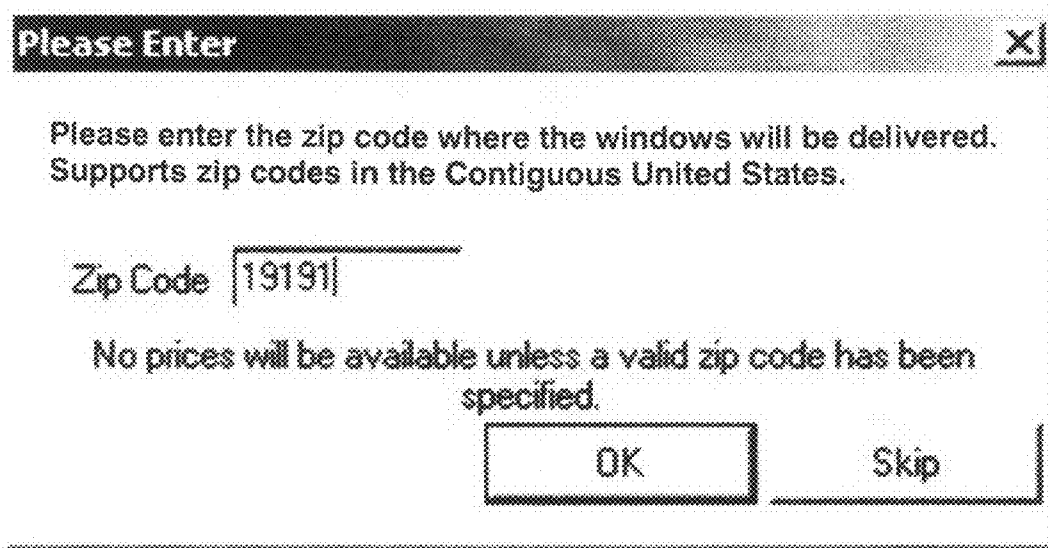 Please Enter
Please enter the zip code where the windows will be delivered.
Supports zip codes in the Contiguous United States.
Zip Code 19191
No prices will be available unless a valid zip code has been
specified.
OK Skip